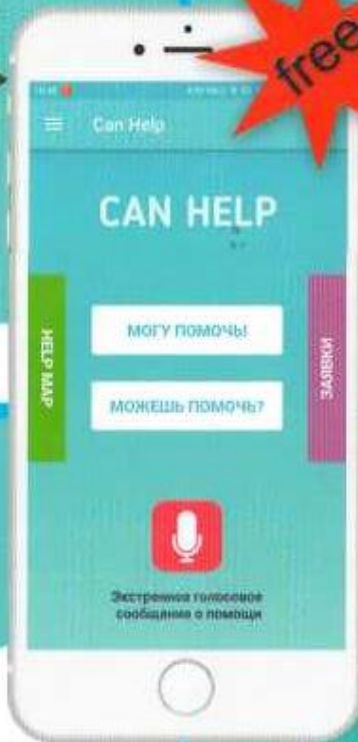 free
Can Help
CAN HELP
HELP MAP
МОГУ ПОМОЧЬ!
МОЖЕШЬ ПОМОЧЬ?
ЗАЯВКИ
Экстренное голосовое
сообщение о помощи